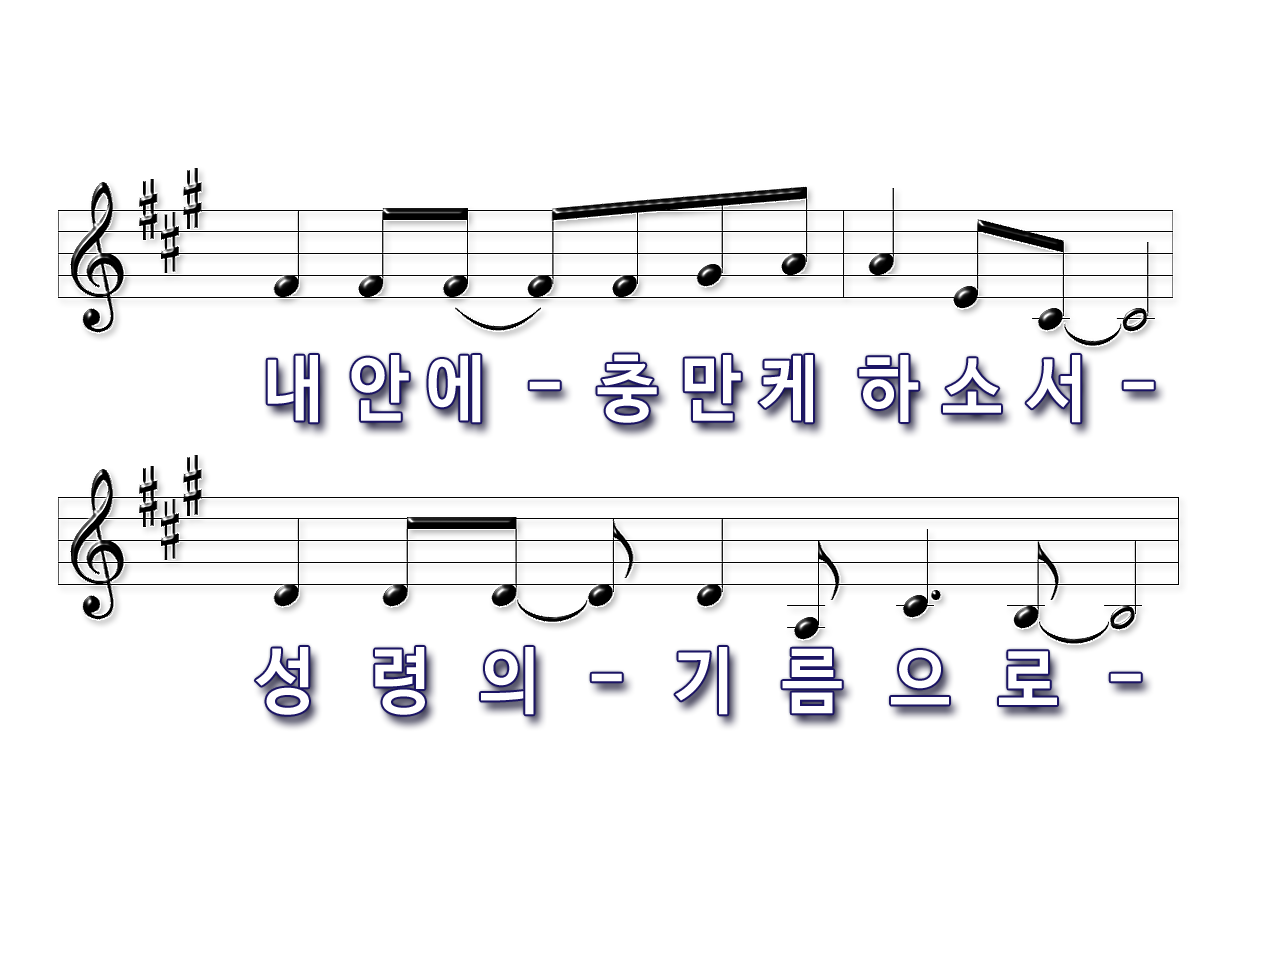 내 안에 - 충만케 하소서 -
성 령 의 - 기 름 으 로 -